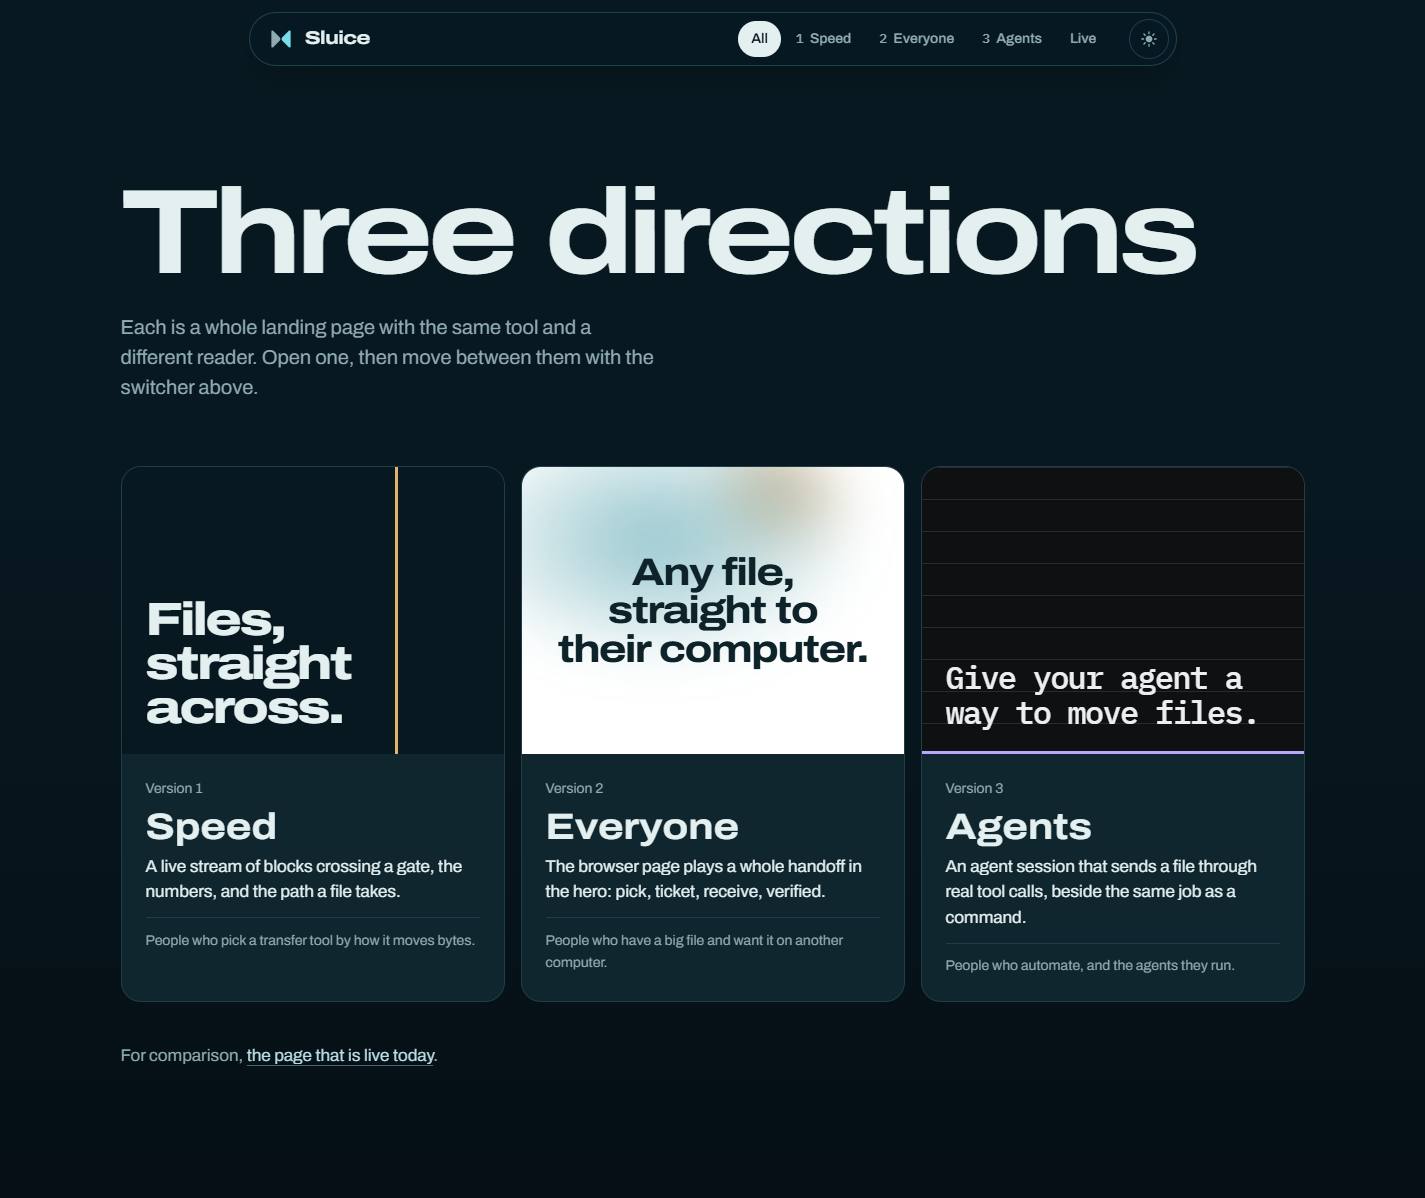 Sluice
All
1 Speed
2 Everyone
3 Agents
Live
Three directions
Each is a whole landing page with the same tool and a
different reader. Open one, then move between them with the
switcher above.
Files,
straight
across.
Version 1
Speed
A live stream of blocks crossing a gate, the
numbers, and the path a file takes.
People who pick a transfer tool by how it moves bytes.
Any file,
straight to
their computer.
Version 2
Everyone
The browser page plays a whole handoff in
the hero: pick, ticket, receive, verified.
People who have a big file and want it on another
computer.
Give your agent a
way to move files.
Version 3
Agents
An agent session that sends a file through
real tool calls, beside the same job as a
command.
People who automate, and the agents they run.
For comparison, the page that is live today.